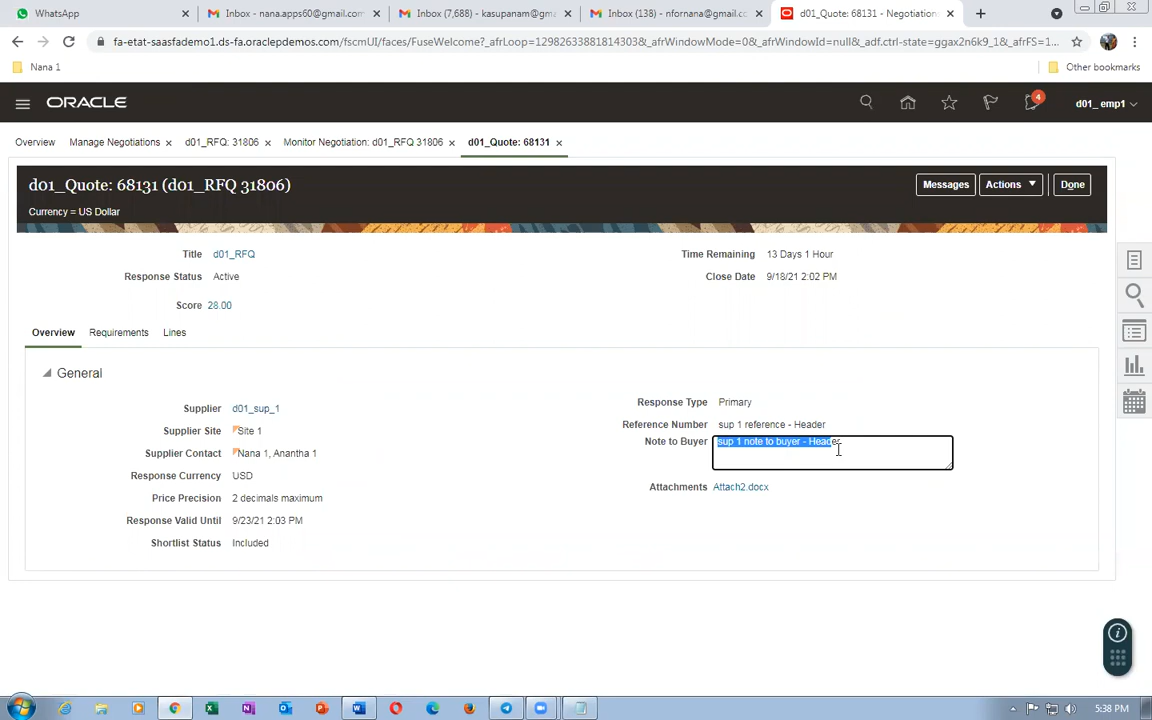 WhatsApp
Inbox - nana.apps60@gmail.com
Inbox (7,688) - kasupanam@gm
Inbox (138) - nfornana@gmail.cc
d01_Quote: 68131 - Negotiation
fa-etat-saasfademo1.ds-fa.oraclepdemos.com/fscmUI/faces/FuseWelcome?_afrLoop=12982633881814303&_afrWindowMode=0&_afrWindowId=null&_adf.ctrl-state=ggax2n6k9_1&_afrFS=1...
Nana 1
Other bookmarks
ORACLE
4
d01_ emp1
Overview
Manage Negotiations
d01_RFQ: 31806
Monitor Negotiation: d01_RFQ 31806
d01_Quote: 68131
d01_Quote: 68131 (d01_RFQ 31806)
Messages
Actions
Done
Currency = US Dollar
Title d01_RFQ
Time Remaining 13 Days 1 Hour
Response Status Active
Close Date 9/18/21 2:02 PM
Score 28.00
Overview Requirements Lines
General
Supplier d01_sup_1
Response Type Primary
Supplier Site Site 1
Reference Number sup 1 reference - Header
Note to Buyer sup 1 note to buyer - Header
Supplier Contact Nana 1, Anantha 1
Response Currency USD
Attachments Attach2.docx
Price Precision 2 decimals maximum
Response Valid Until 9/23/21 2:03 PM
Shortlist Status Included
5:38 PM